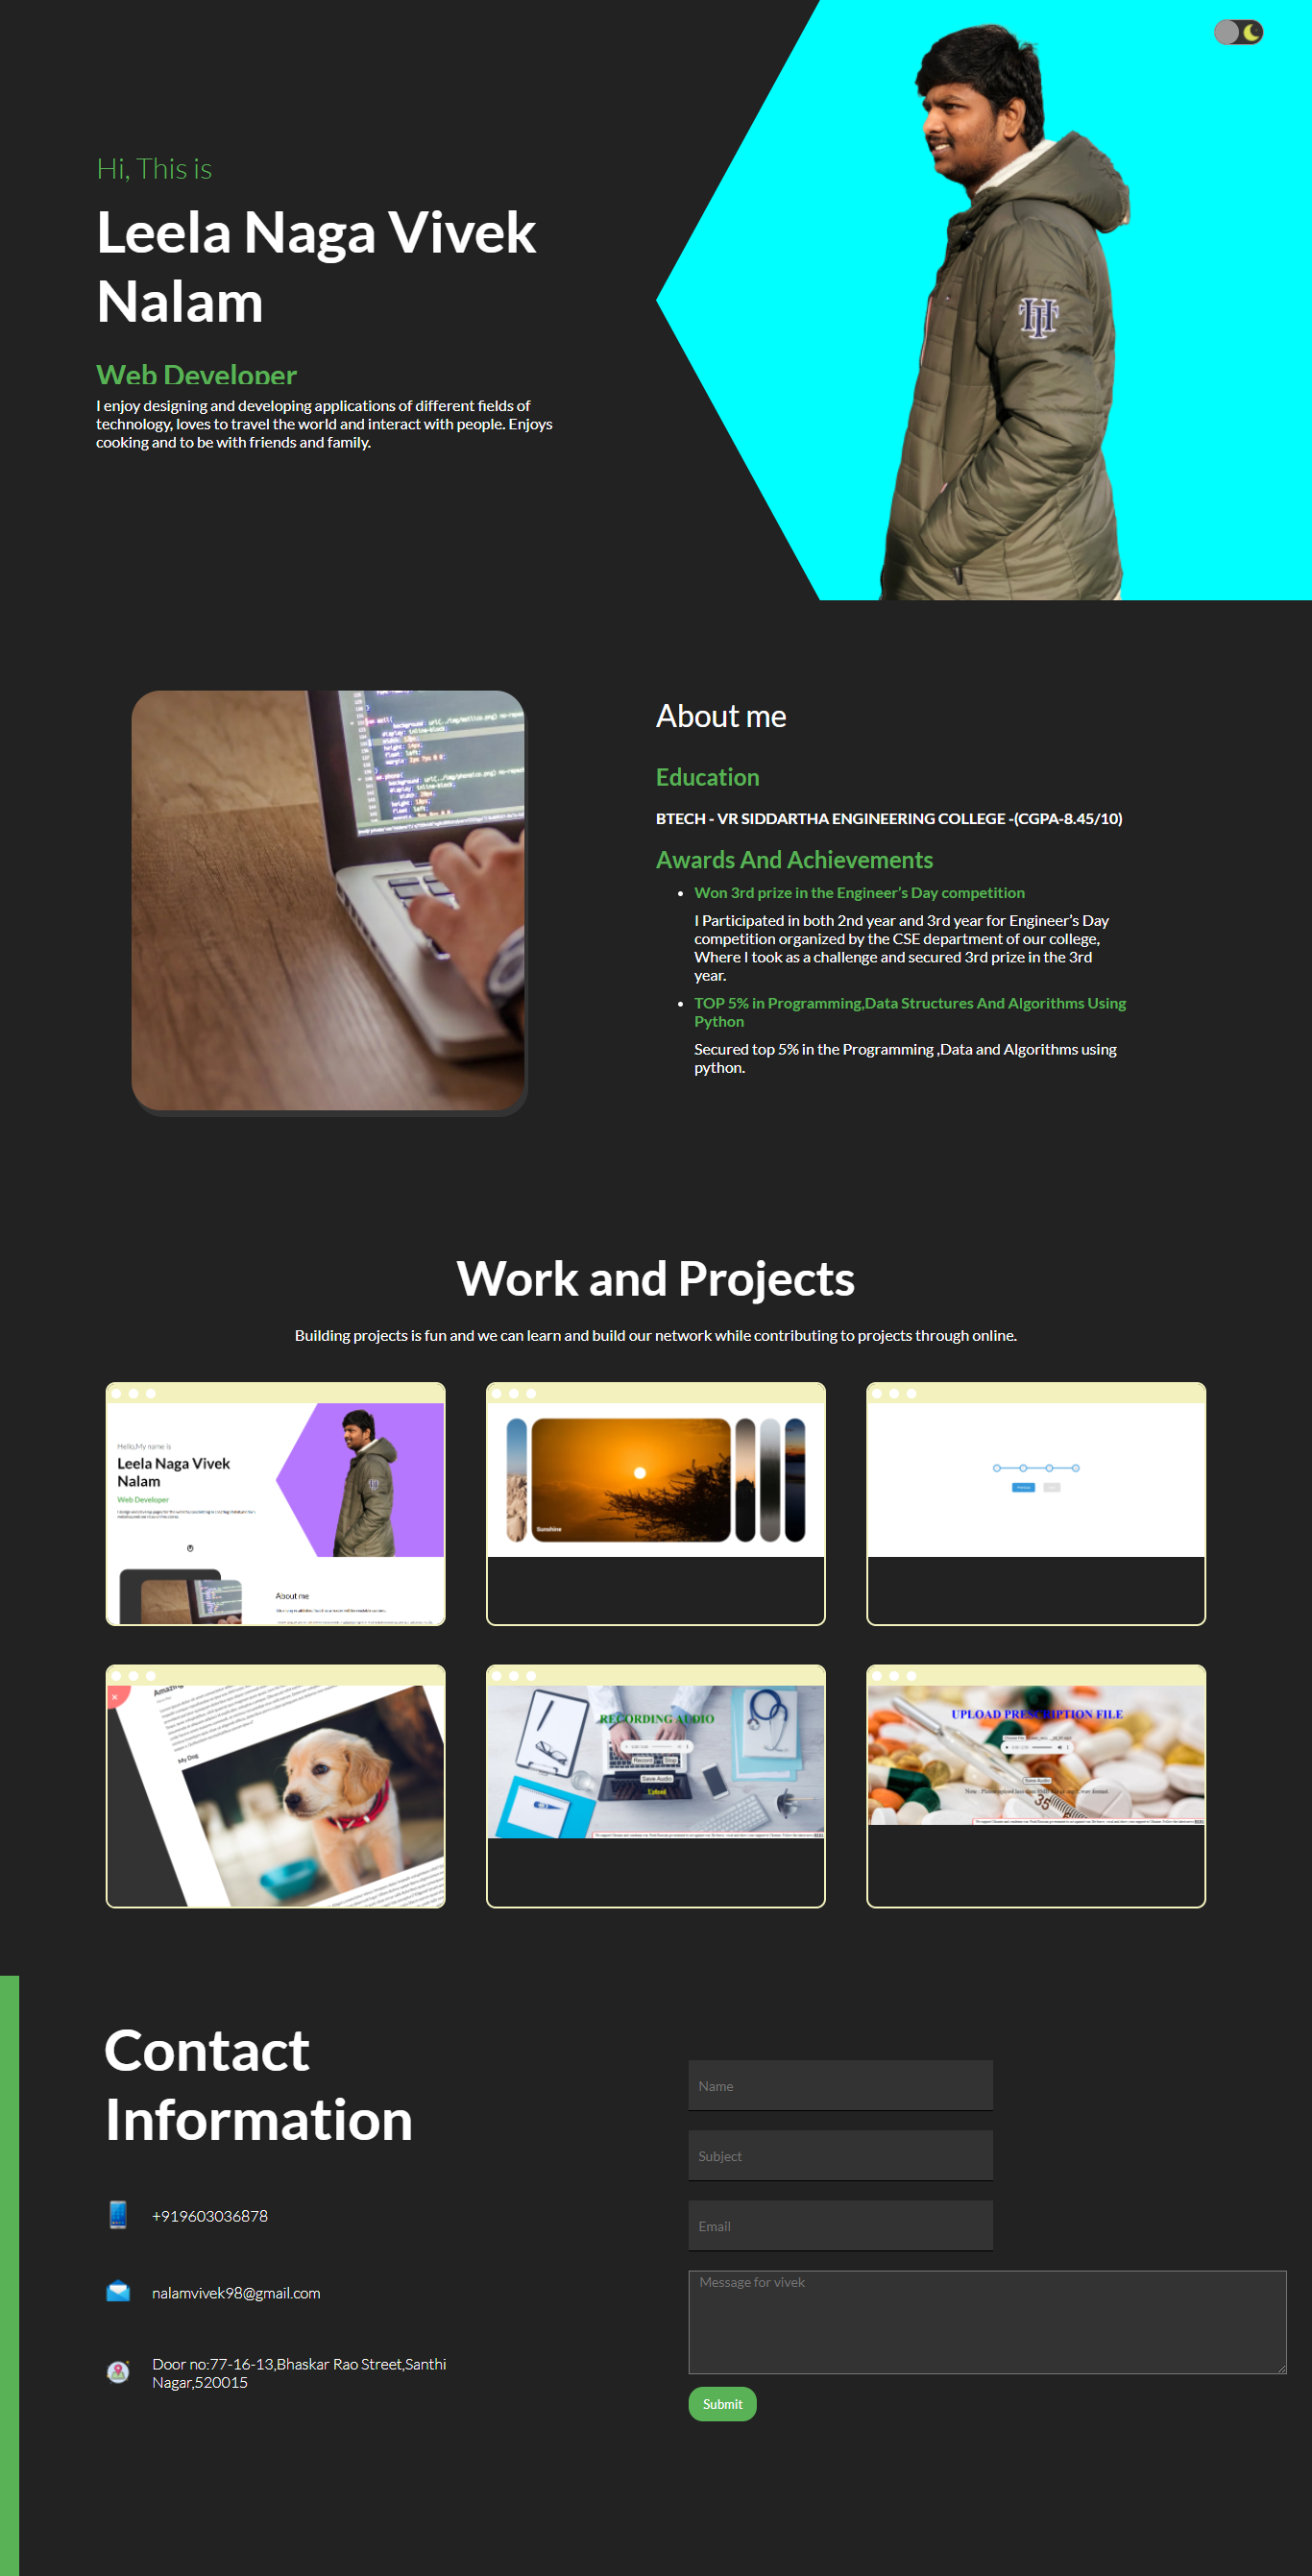 Hi, This is
Leela Naga Vivek
Nalam
Web Developer
I enjoy designing and developing applications of different fields of
technology, loves to travel the world and interact with people. Enjoys
cooking and to be with friends and family.
About me
Education
BTECH - VR SIDDARTHA ENGINEERING COLLEGE -(CGPA-8.45/10)
Awards And Achievements
Won 3rd prize in the Engineer’s Day competition
I Participated in both 2nd year and 3rd year for Engineer’s Day
competition organized by the CSE department of our college,
Where I took as a challenge and secured 3rd prize in the 3rd
year.
TOP 5% in Programming,Data Structures And Algorithms Using
Python
Secured top 5% in the Programming ,Data and Algorithms using
python.
Work and Projects
Building projects is fun and we can learn and build our network while contributing to projects through online.
Hello,My name is
Leela Naga Vivek
Nalam
Web Developer
About me
Sunshine
My Dog
RECORDING AUDIO
Record Stop
Save Audio
Upload
UPLOAD PRESCRIPTION FILE
Save Audio
Contact
Information
+919603036878
nalamvivek98@gmail.com
Door no:77-16-13,Bhaskar Rao Street,Santhi
Nagar,520015
Name
Subject
Email
Message for vivek
Submit